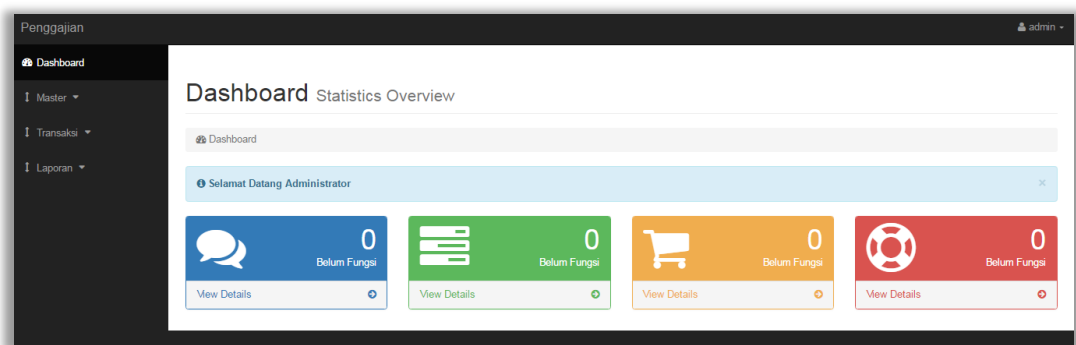 Penggajian
admin
Dashboard
Master
Transaksi
Laporan
Dashboard Statistics Overview
Dashboard
Selamat Datang Administrator
×
0
Belum Fungsi
View Details
0
Belum Fungsi
View Details
0
Belum Fungsi
View Details
0
Belum Fungsi
View Details